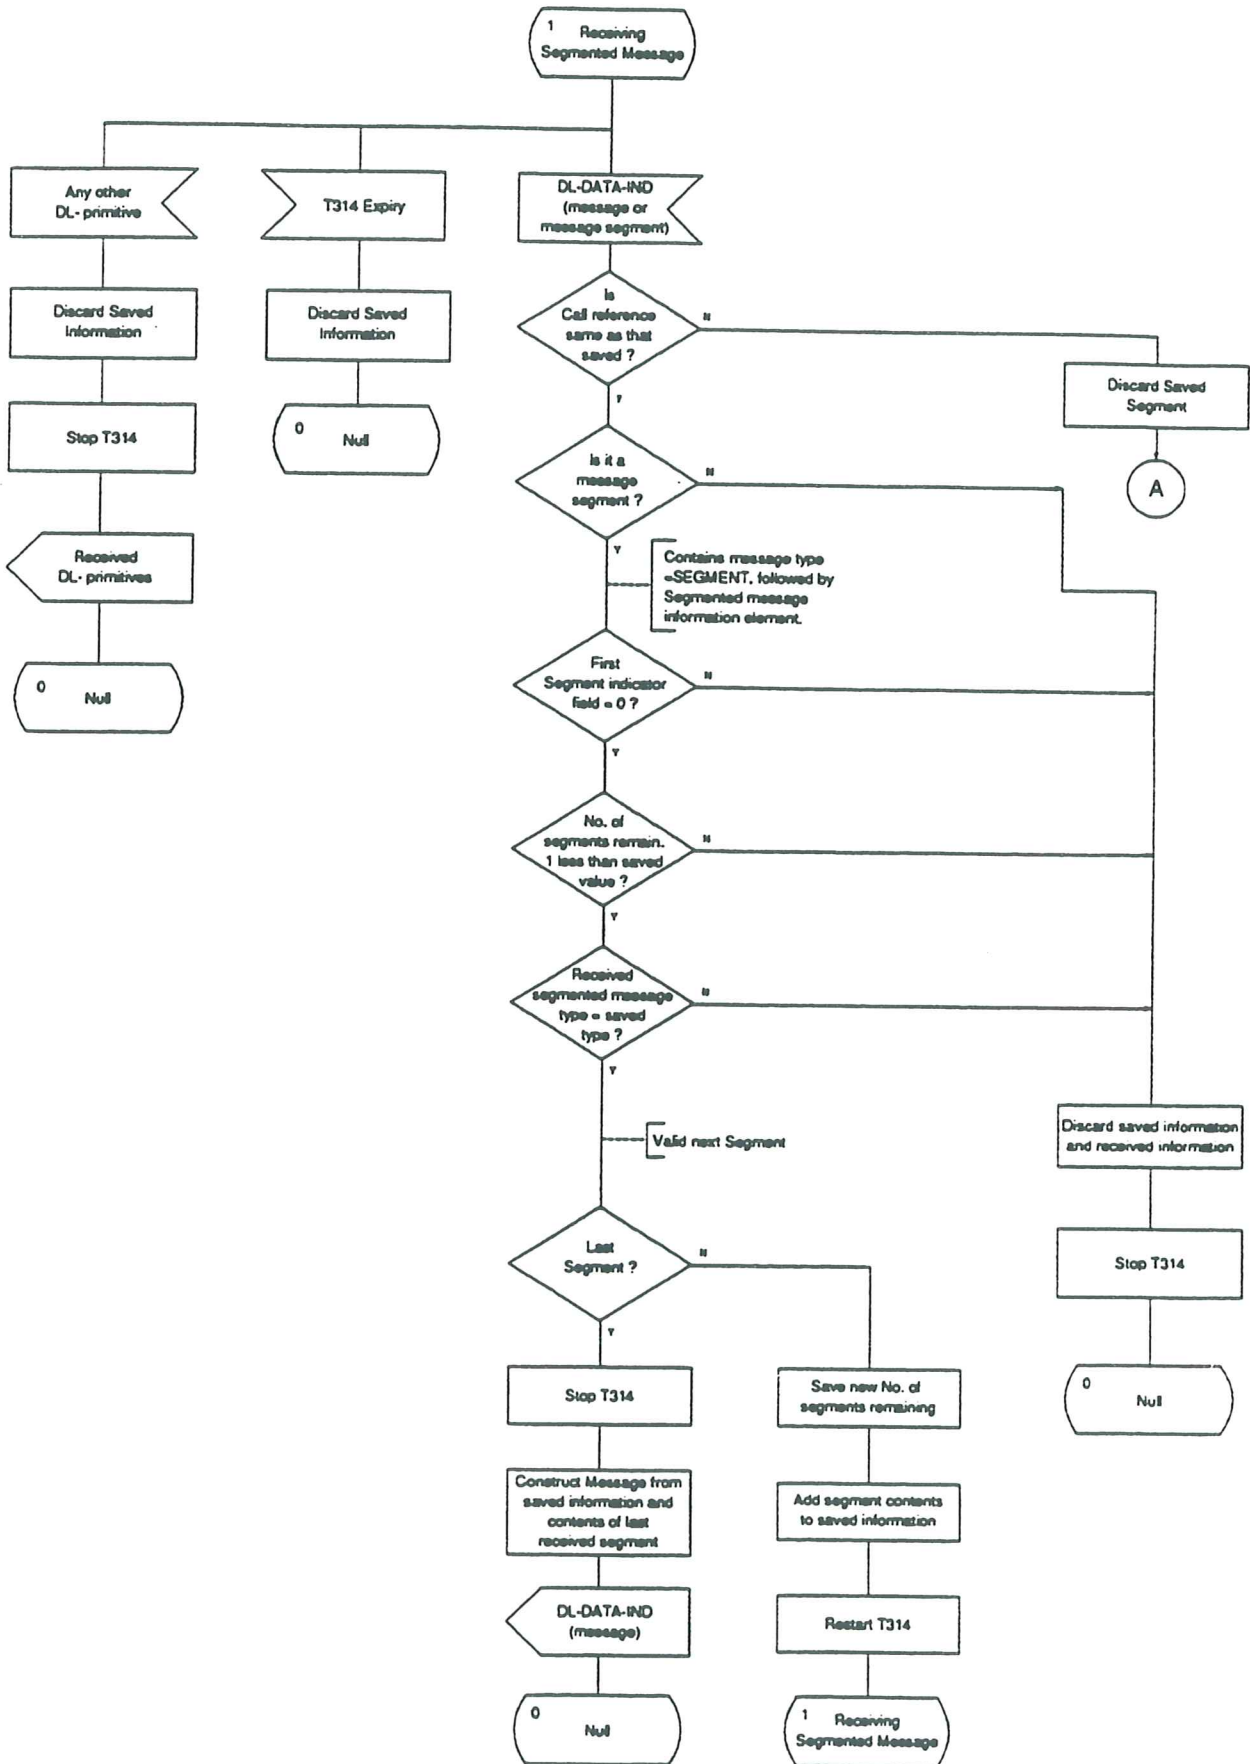 1 Receiving
Segmented Message
Any other
DL- primitive
T314 Expiry
DL-DATA-IND
(message or
message segment)
Discard Saved
Information
Discard Saved
Information
Is
Call reference
same as that
saved ?
N
Y
Discard Saved
Segment
Stop T314
0 Null
Is it a
message
segment ?
N
Y
A
Received
DL- primitives
Contains message type
=SEGMENT, followed by
Segmented message
information element.
0 Null
First
Segment indicator
field = 0 ?
N
Y
No. of
segments remain.
1 less than saved
value ?
N
Y
Received
segmented message
type = saved
type ?
N
Y
Valid next Segment
Discard saved information
and received information
Last
Segment ?
N
Y
Stop T314
Stop T314
Save new No. of
segments remaining
0 Null
Construct Message from
saved information and
contents of last
received segment
Add segment contents
to saved information
DL-DATA-IND
(message)
Restart T314
0 Null
1 Receiving
Segmented Message